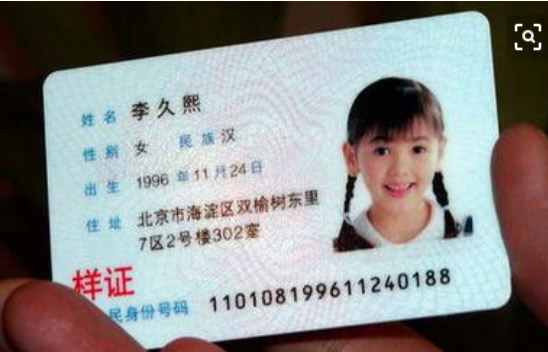 姓名 李久熙
性别 女 民族 汉
出生 1996 年 11 月 24 日
住址 北京市海淀区双榆树东里
7区2号楼302室
样证
民身份号码 110108199611240188